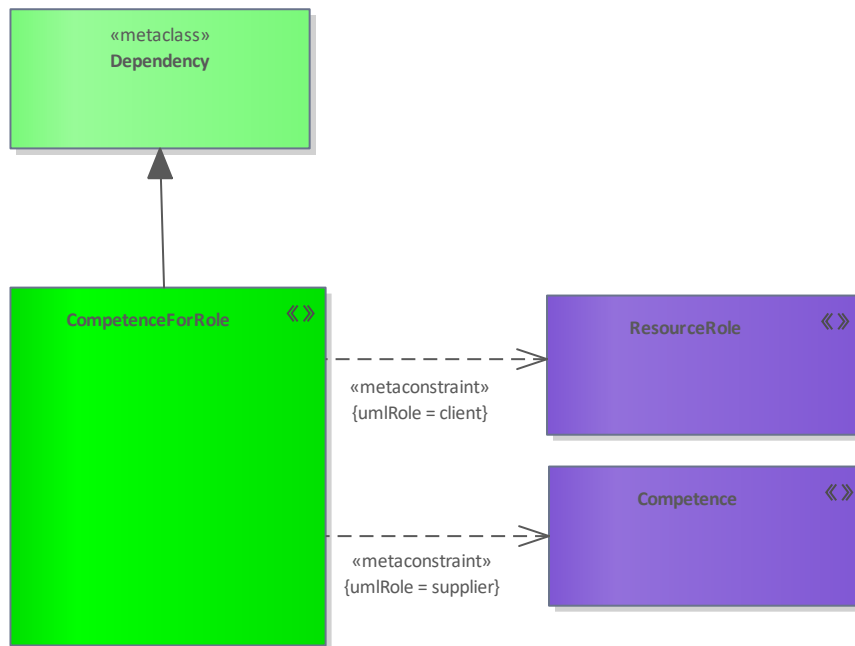 «metaclass»
Dependency
CompetenceForRole
ResourceRole
«metaconstraint»
{umlRole = client}
Competence
«metaconstraint»
{umlRole = supplier}